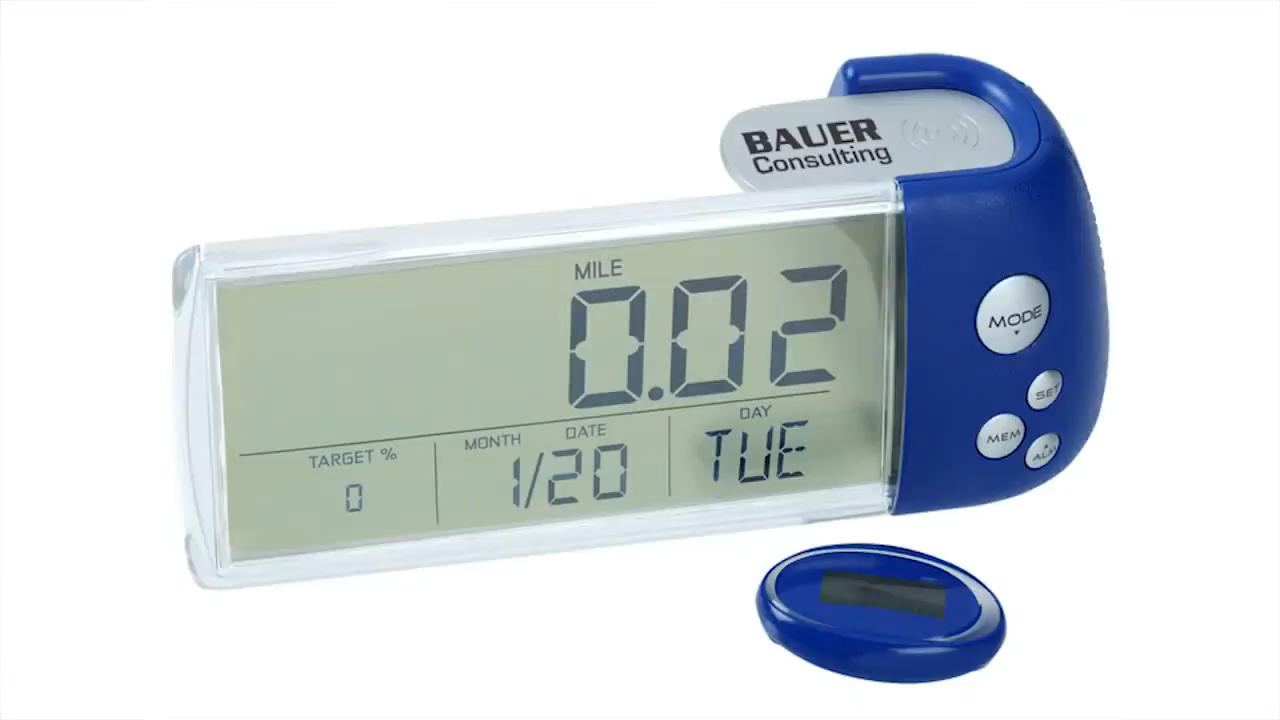 BAUER
Consulting
MILE
0.02
TARGET %
0
MONTH
DATE
1/20
DAY
TUE
MODE
SET
MEM
ALM